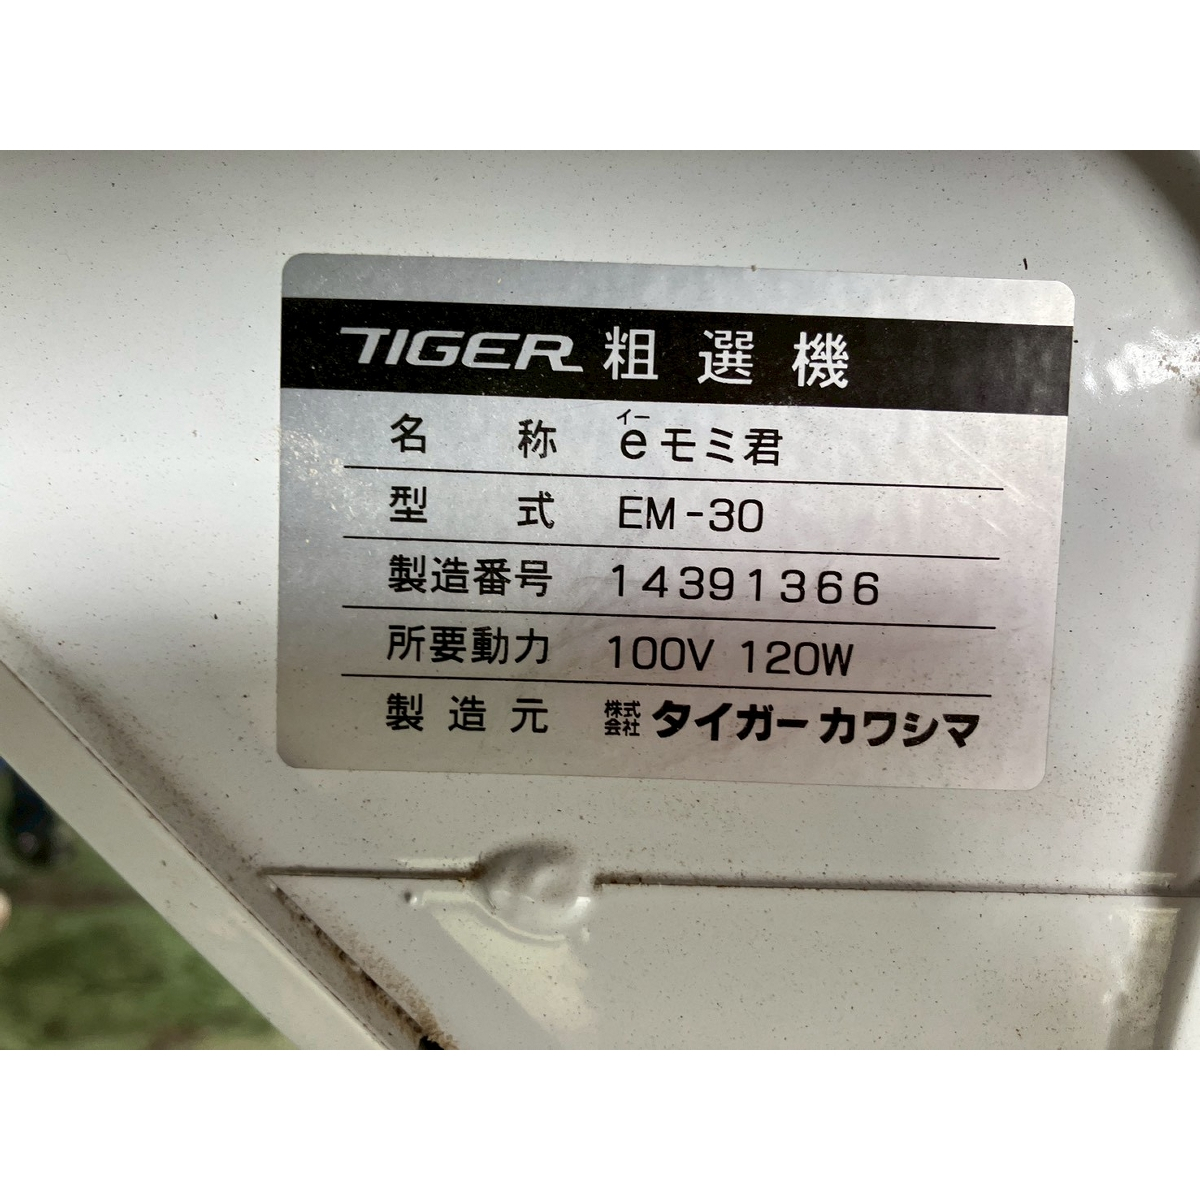 TIGER 粗選機
イー
名称 eモミ君
型式 EM-30
製造番号 14391366
所要動力 100V 120W
製造元 株式会社 タイガーカワシマ